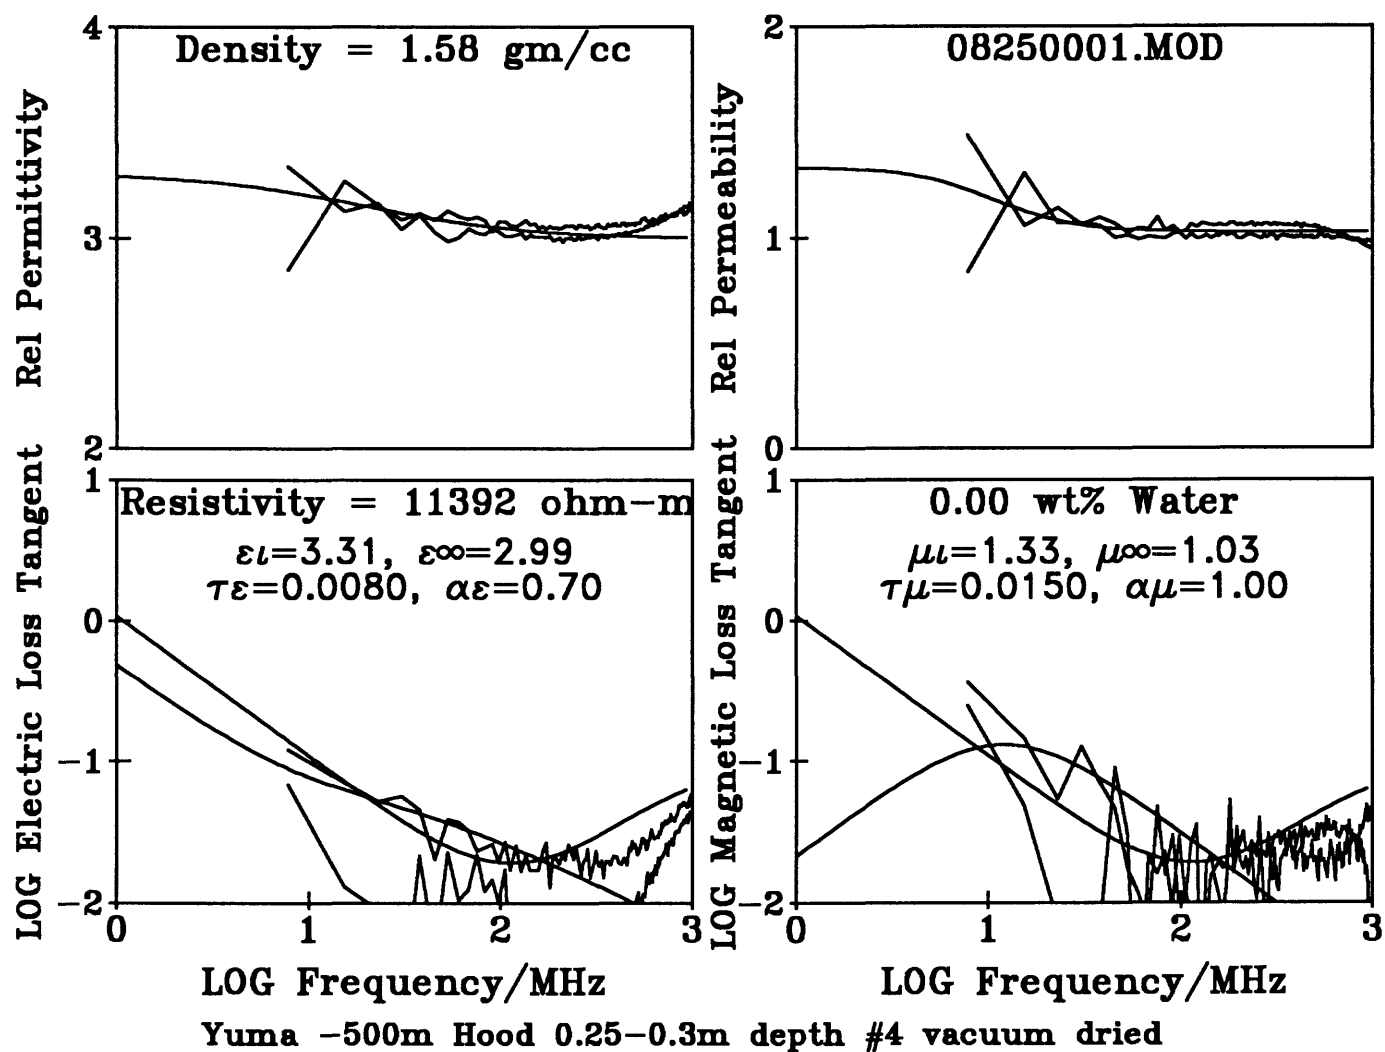 Density = 1.58 gm/cc
08250001.MOD
4
3
2
Rel Permittivity
2
1
0
Rel Permeability
Resistivity = 11392 ohm-m
ει=3.31, ε∞=2.99
τε=0.0080, αε=0.70
0.00 wt% Water
μι=1.33, μ∞=1.03
τμ=0.0150, αμ=1.00
1
0
-1
-2
LOG Electric Loss Tangent
1
0
-1
-2
LOG Magnetic Loss Tangent
0 1 2 3
0 1 2 3
LOG Frequency/MHz
LOG Frequency/MHz
Yuma -500m Hood 0.25-0.3m depth #4 vacuum dried